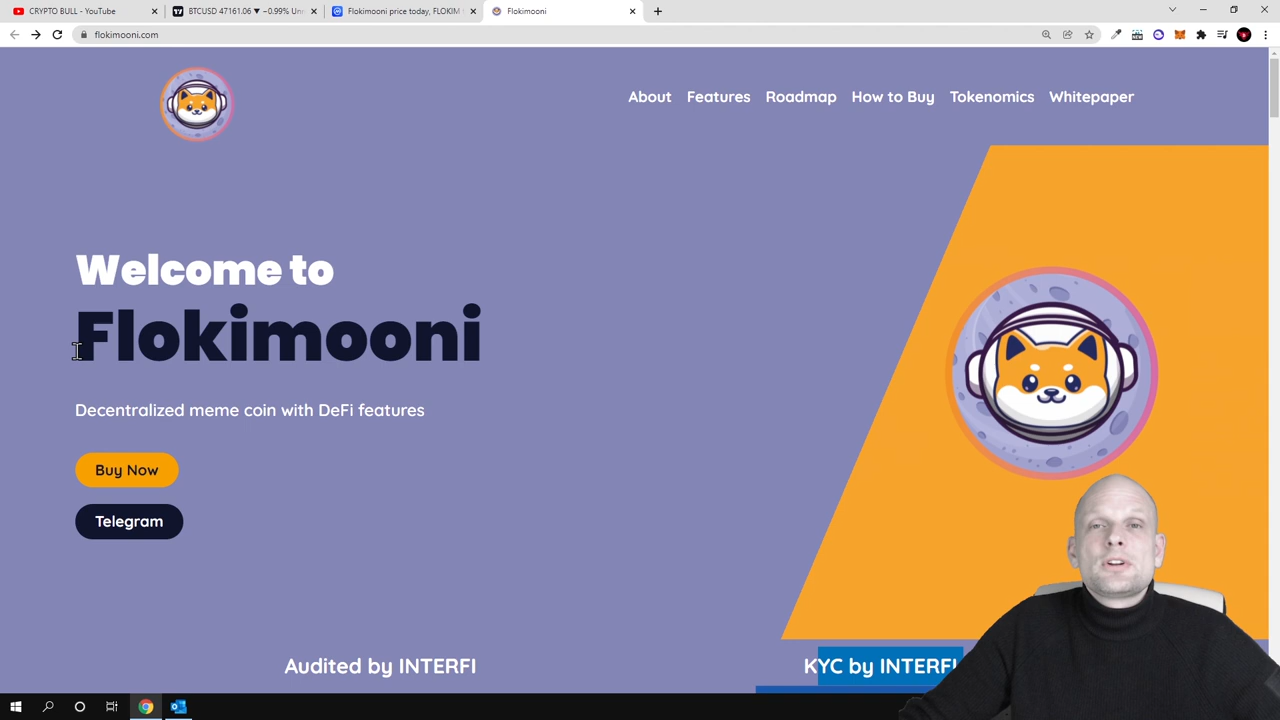 CRYPTO BULL - YouTube
BTCUSD 47161.06 ▼ −0.99% Un
Flokimooni price today, FLOKIM
Flokimooni
flokimooni.com
About Features Roadmap How to Buy Tokenomics Whitepaper
Welcome to
Flokimooni
Decentralized meme coin with DeFi features
Buy Now
Telegram
Audited by INTERFI
KYC by INTERFI